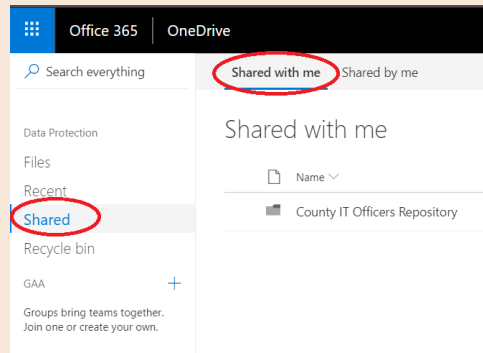 Office 365 OneDrive
Search everything
Shared with me Shared by me
Data Protection
Shared with me
Files
Name
Recent
Shared
County IT Officers Repository
Recycle bin
GAA +
Groups bring teams together.
Join one or create your own.